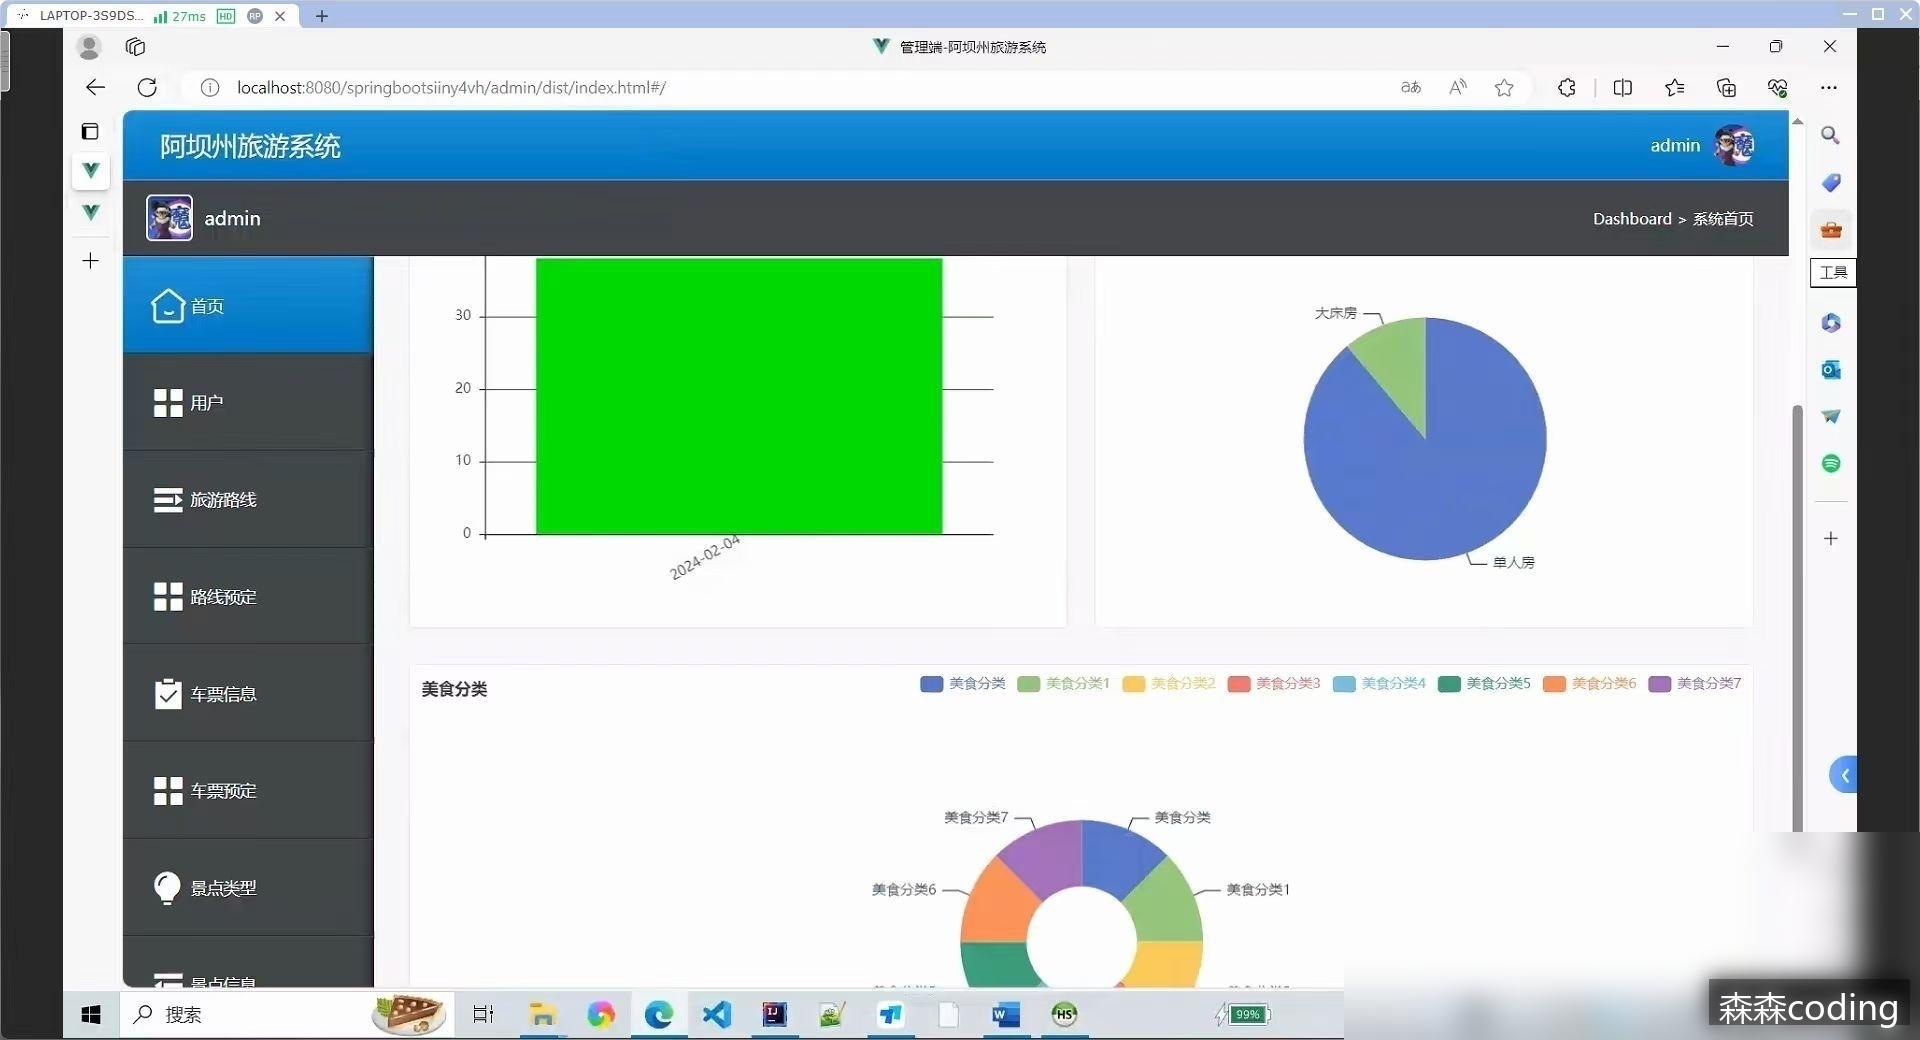 LAPTOP-3S9DS... 27ms HD RP
管理端-阿坝州旅游系统
localhost:8080/springbootsiiny4vh/admin/dist/index.html#/
阿坝州旅游系统
admin
admin
Dashboard > 系统首页
工具
首页
用户
旅游路线
路线预定
车票信息
车票预定
景点类型
景点信息
30
20
10
0
2024-02-04
大床房
单人房
美食分类
美食分类 美食分类1 美食分类2 美食分类3 美食分类4 美食分类5 美食分类6 美食分类7
美食分类7 美食分类
美食分类6 美食分类1
搜索
99%
森森coding